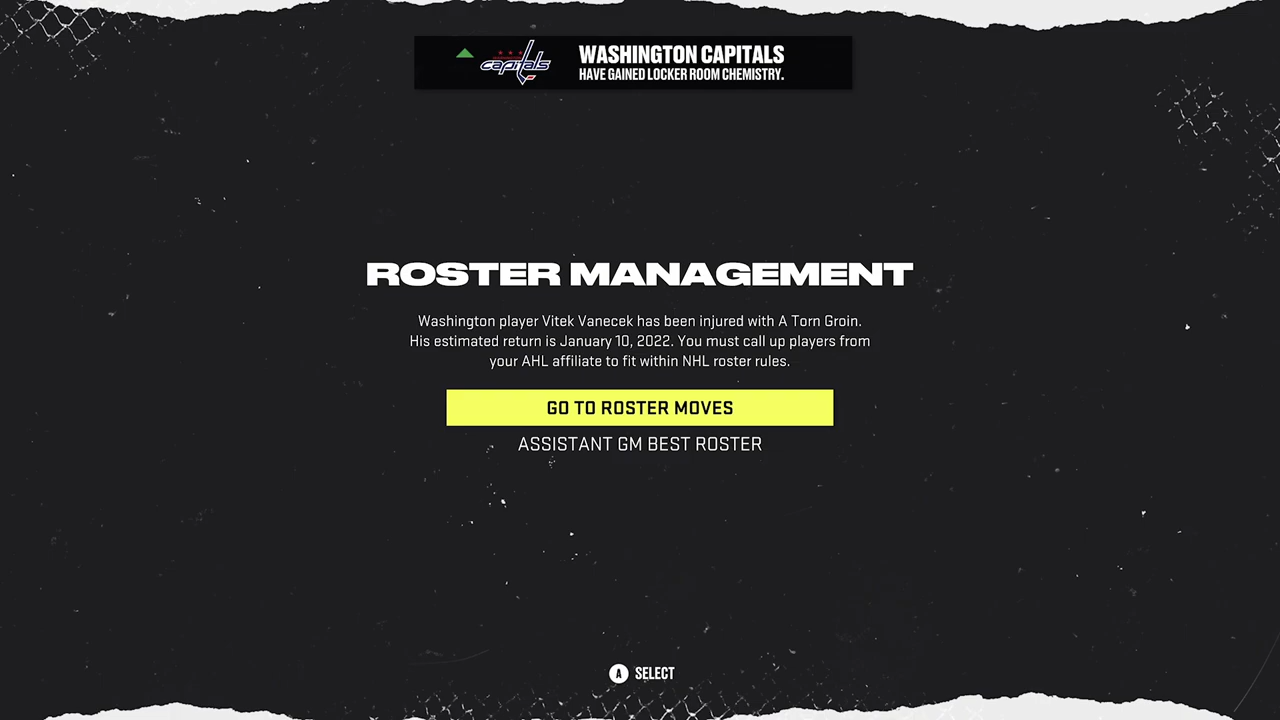 capitals
WASHINGTON CAPITALS
HAVE GAINED LOCKER ROOM CHEMISTRY.
ROSTER MANAGEMENT
Washington player Vitek Vanecek has been injured with A Torn Groin.
His estimated return is January 10, 2022. You must call up players from
your AHL affiliate to fit within NHL roster rules.
GO TO ROSTER MOVES
ASSISTANT GM BEST ROSTER
A SELECT